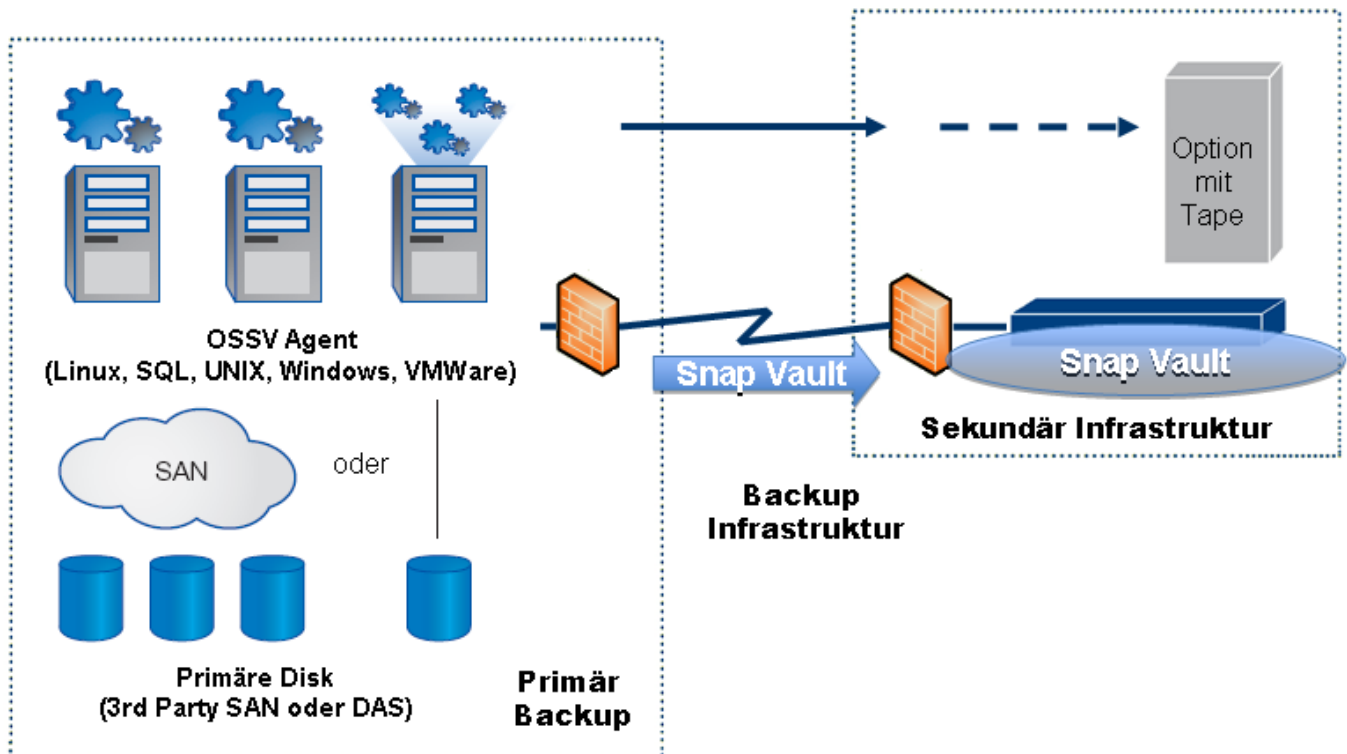 Option
mit
Tape
OSSV Agent
(Linux, SQL, UNIX, Windows, VMWare)
Snap Vault
Snap Vault
Sekundär Infrastruktur
SAN
oder
Backup
Infrastruktur
Primäre Disk
(3rd Party SAN oder DAS)
Primär
Backup